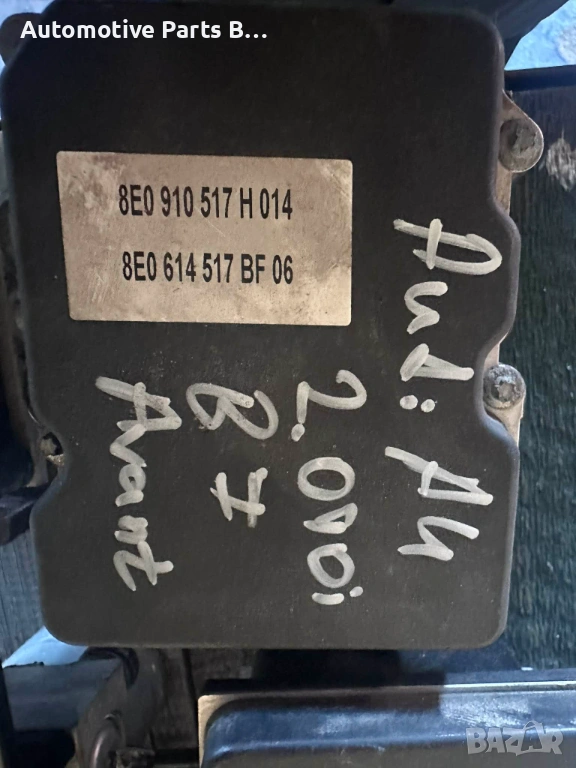 Automotive Parts B...
8E0 910 517 H 014
8E0 614 517 BF 06
Audi A4
2.0TDi
B7
Avant
BAZAR